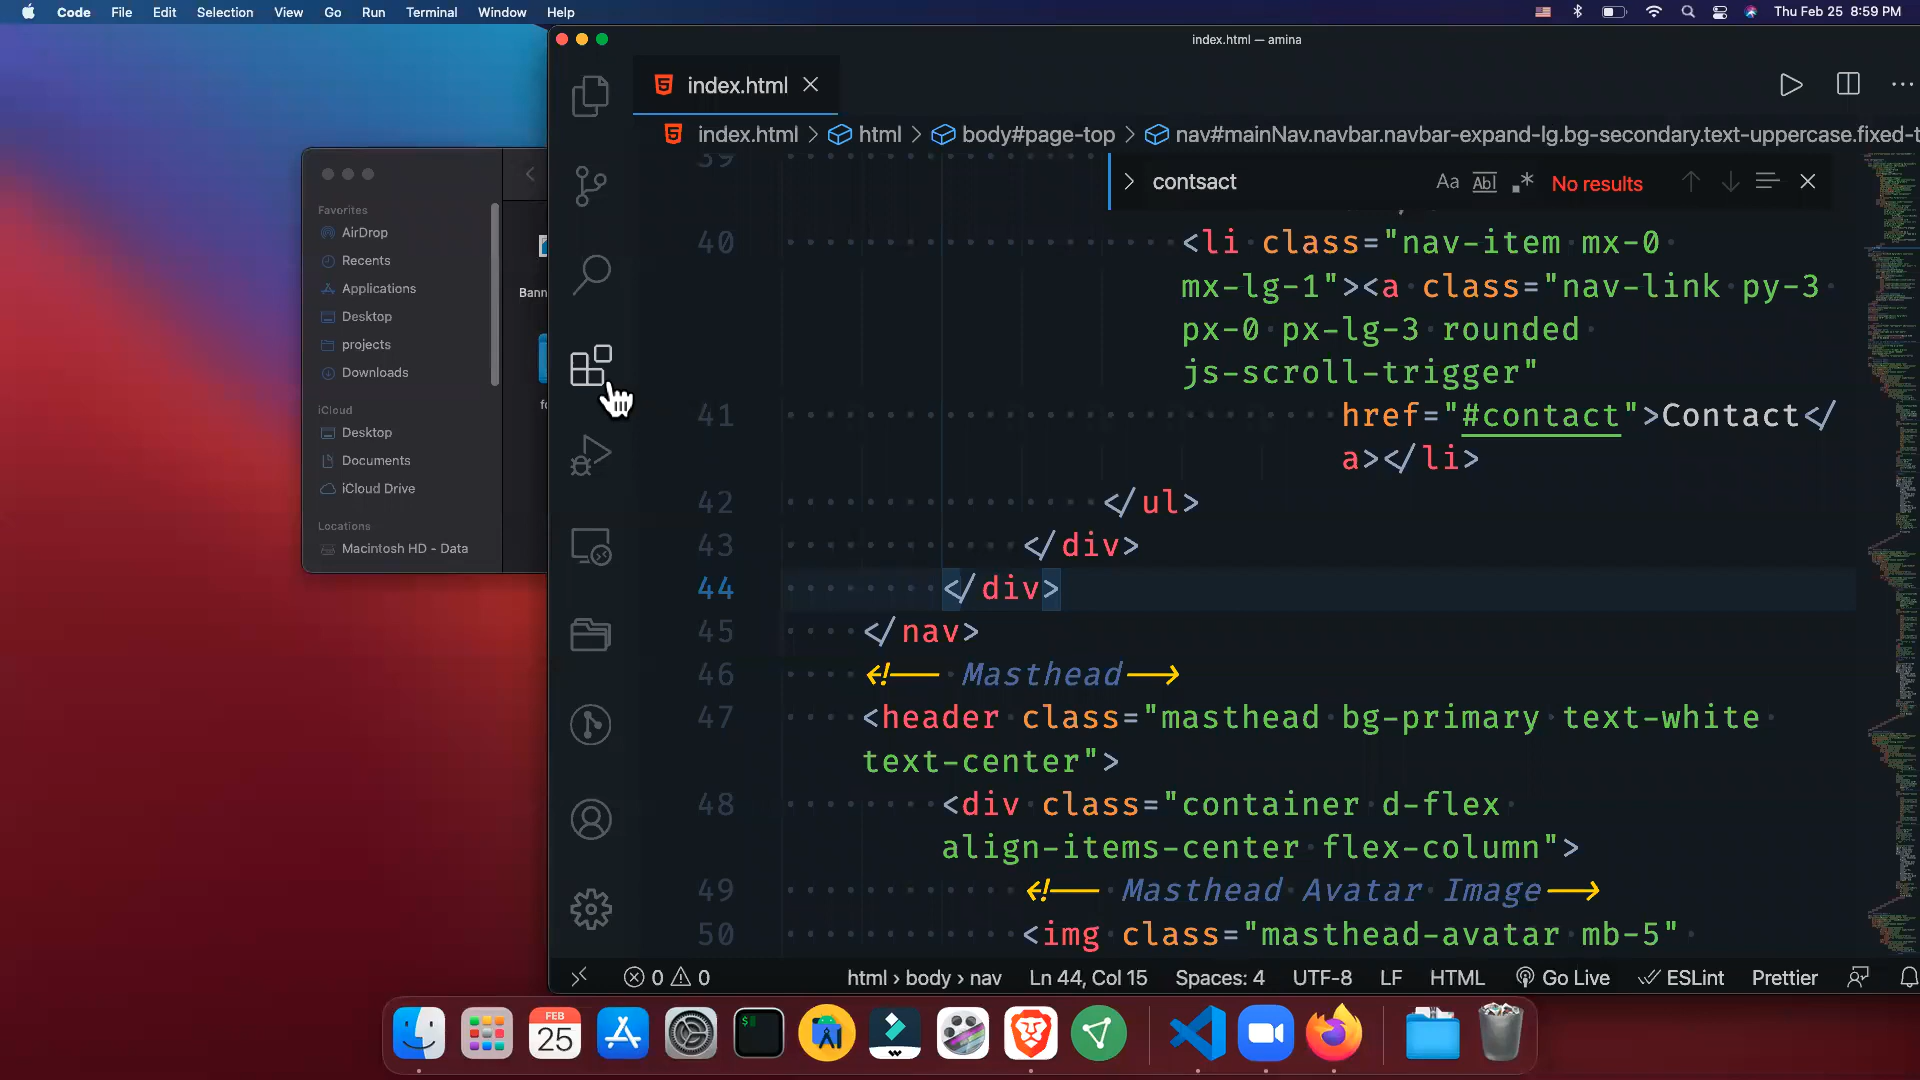 Code File Edit Selection View Go Run Terminal Window Help
Thu Feb 25 8:59 PM
index.html — amina
index.html
index.html > html > body#page-top > nav#mainNav.navbar.navbar-expand-lg.bg-secondary.text-uppercase.fixed-t
contsact Aa Abl .* No results
Favorites
AirDrop
Recents
Applications
Desktop
projects
Downloads
iCloud
Desktop
Documents
iCloud Drive
Locations
Macintosh HD - Data
Bann
fo
39
40 <li class="nav-item mx-0
mx-lg-1"><a class="nav-link py-3
px-0 px-lg-3 rounded
js-scroll-trigger"
41 href="#contact">Contact</
a></li>
42 </ul>
43 </div>
44 </div>
45 </nav>
46 <!-- Masthead-->
47 <header class="masthead bg-primary text-white
text-center">
48 <div class="container d-flex
align-items-center flex-column">
49 <!-- Masthead Avatar Image-->
50 <img class="masthead-avatar mb-5"
0 0 html › body › nav Ln 44, Col 15 Spaces: 4 UTF-8 LF HTML Go Live ESLint Prettier
FEB
25
$